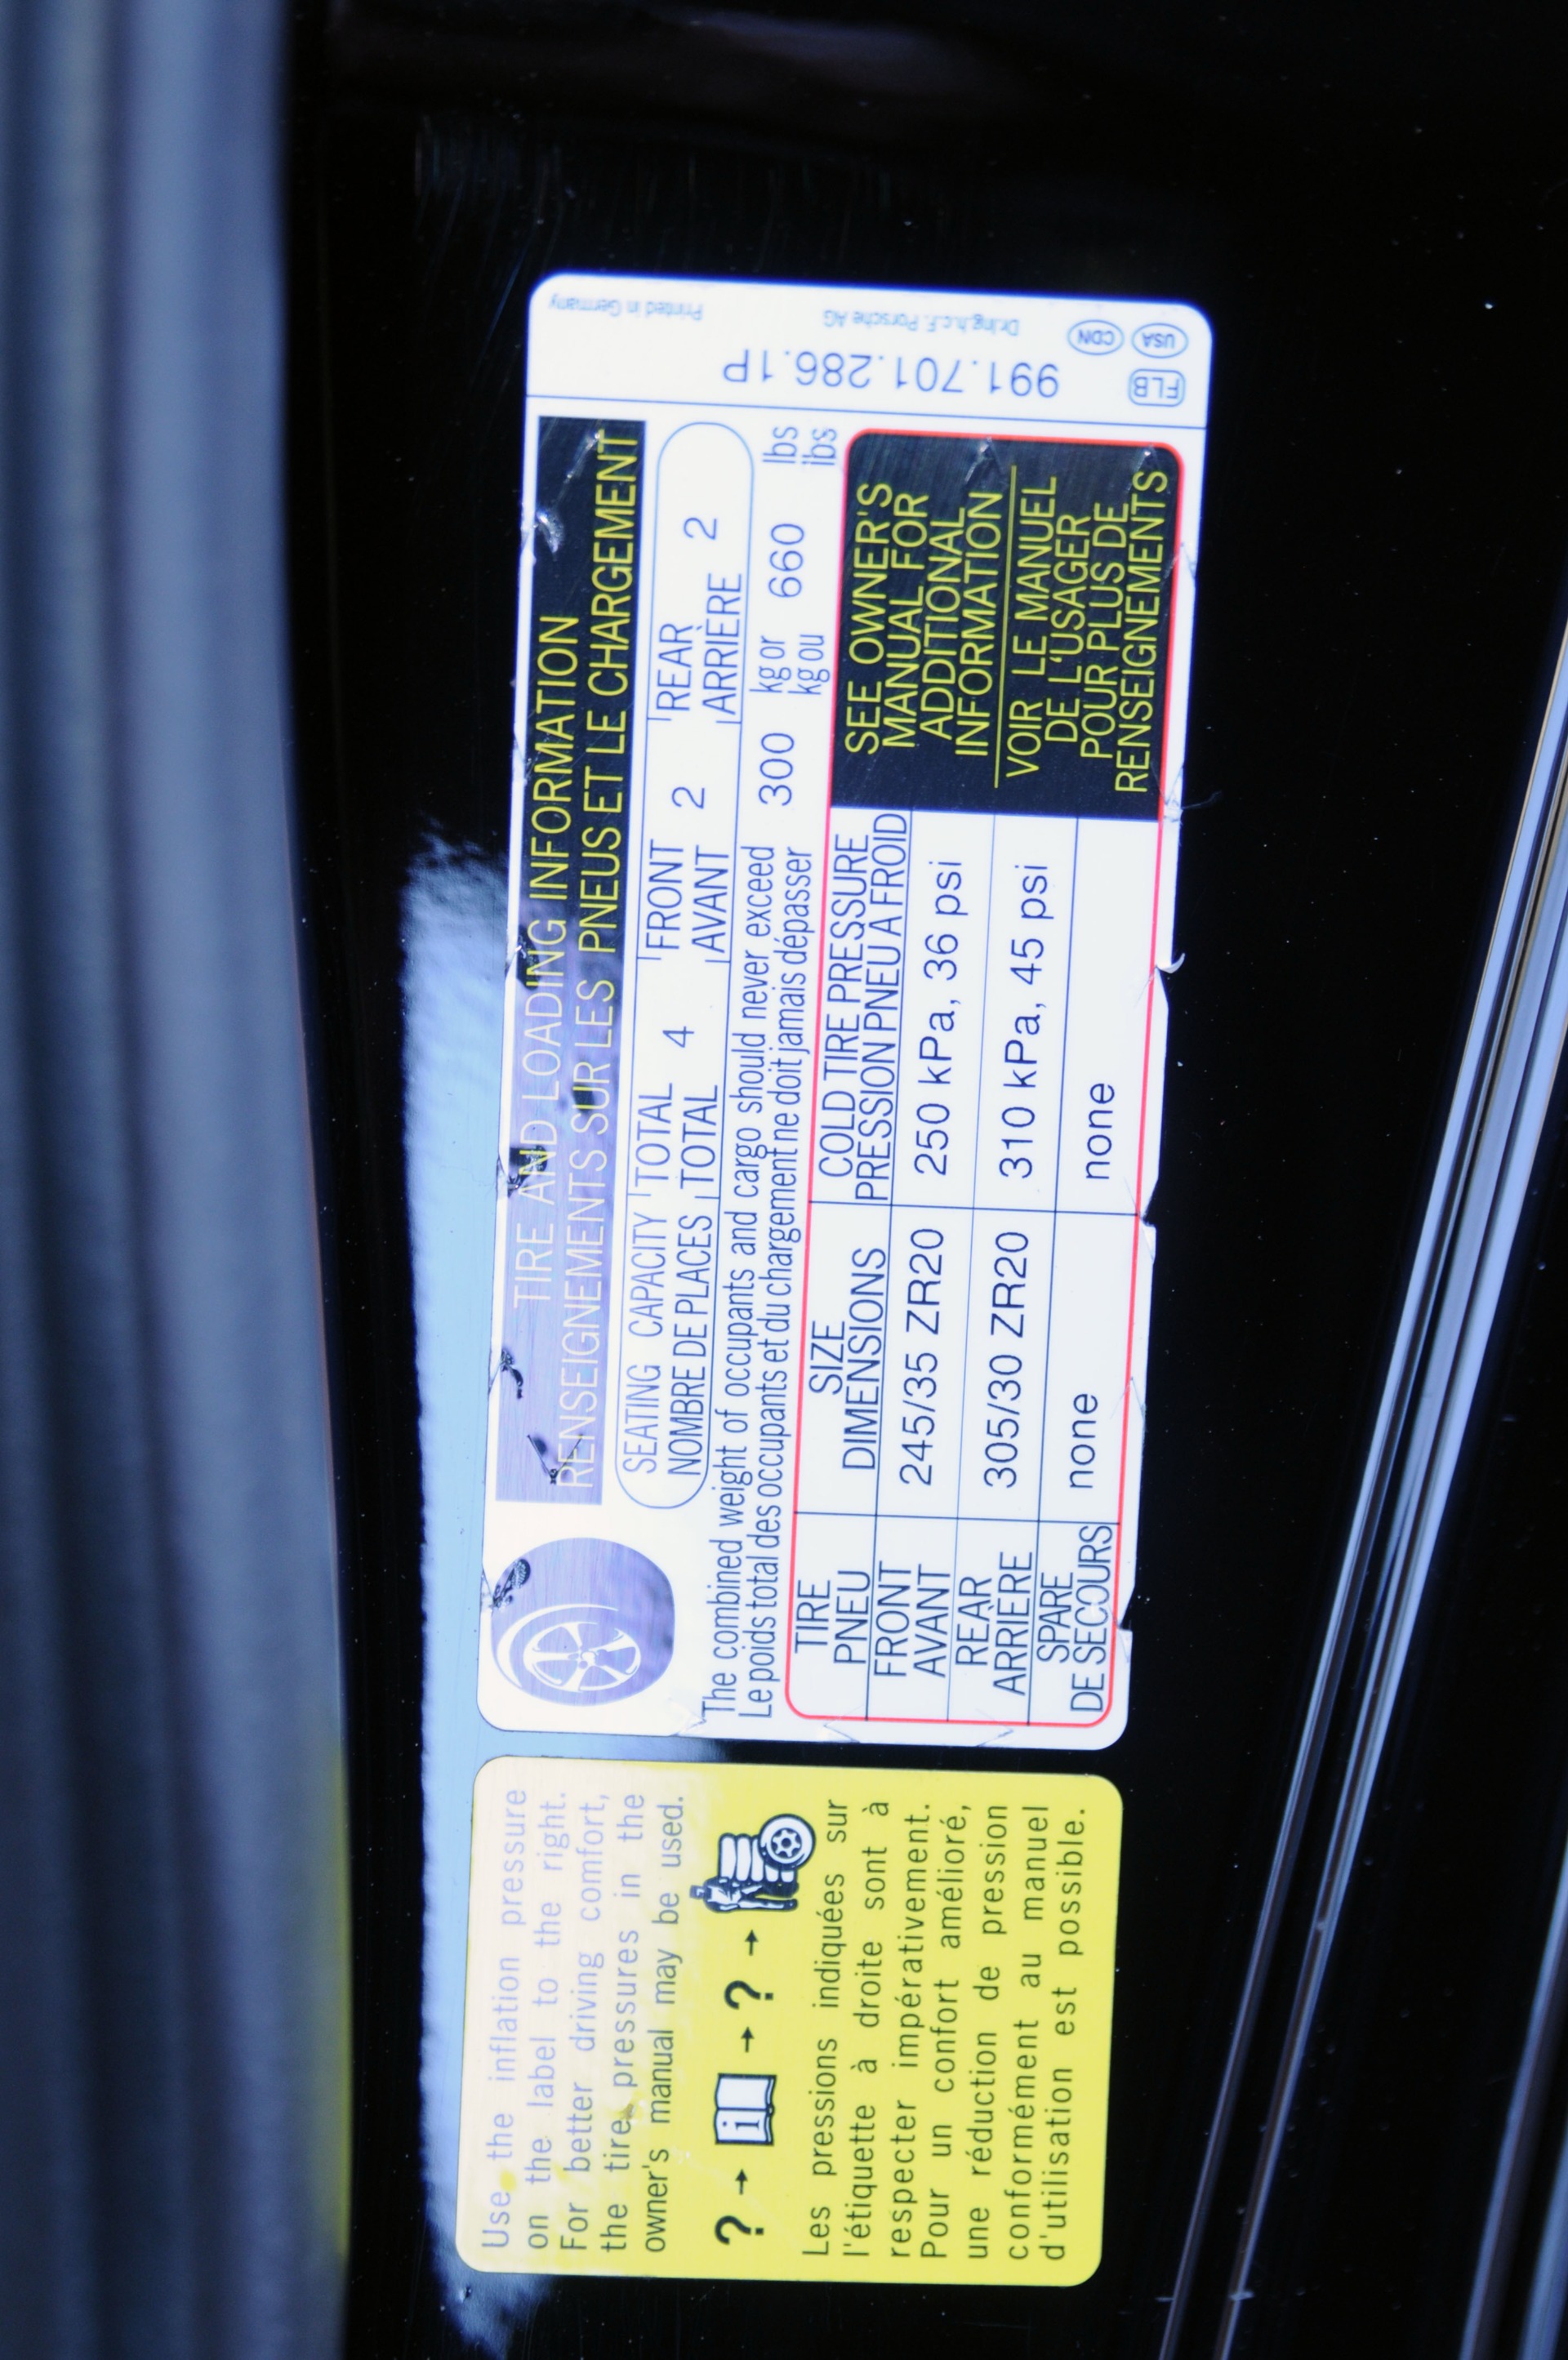 Use the inflation pressure
on the label to the right.
For better driving comfort,
the tire pressures in the
owner's manual may be used.
? → i → ? →
Les pressions indiquées sur
l'étiquette à droite sont à
respecter impérativement.
Pour un confort amélioré,
une réduction de pression
conformément au manuel
d'utilisation est possible.
TIRE AND LOADING INFORMATION
RENSEIGNEMENTS SUR LES PNEUS ET LE CHARGEMENT
SEATING CAPACITY TOTAL 4 FRONT 2 REAR 2
NOMBRE DE PLACES TOTAL AVANT ARRIÈRE
The combined weight of occupants and cargo should never exceed 300 kg or 660 lbs
Le poids total des occupants et du chargement ne doit jamais dépasser kg ou lbs
TIRE SIZE COLD TIRE PRESSURE
PNEU DIMENSIONS PRESSION PNEU A FROID
FRONT 245/35 ZR20 250 kPa, 36 psi
AVANT
REAR 305/30 ZR20 310 kPa, 45 psi
ARRIÈRE
SPARE none none
DE SECOURS
SEE OWNER'S
MANUAL FOR
ADDITIONAL
INFORMATION
VOIR LE MANUEL
DE L'USAGER
POUR PLUS DE
RENSEIGNEMENTS
FLB 991.701.286.1P
USA CDN Dr.Ing.h.c.F. Porsche AG Printed in Germany